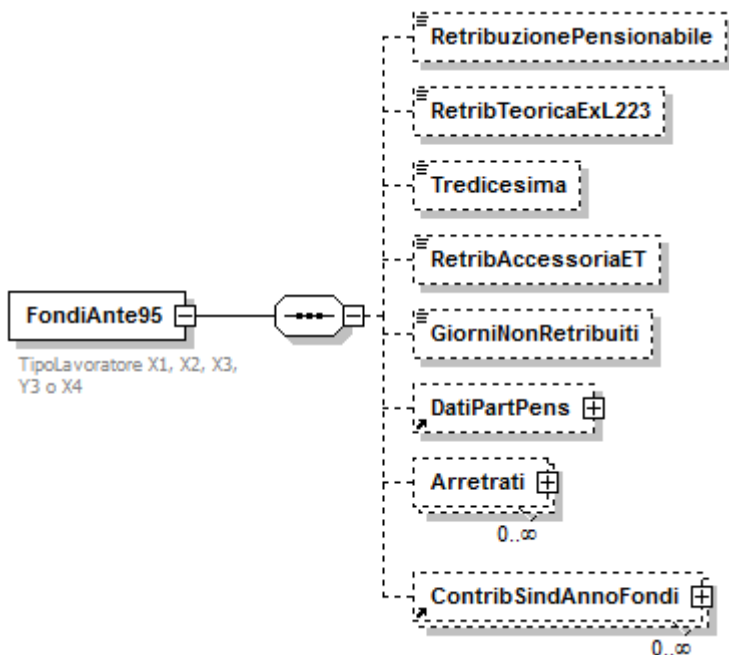 RetribuzionePensionabile
RetribTeoricaExL223
Tredicesima
RetribAccessoriaET
FondiAnte95
TipoLavoratore X1, X2, X3,
Y3 o X4
GiorniNonRetribuiti
DatiPartPens
Arretrati
0..∞
ContribSindAnnoFondi
0..∞